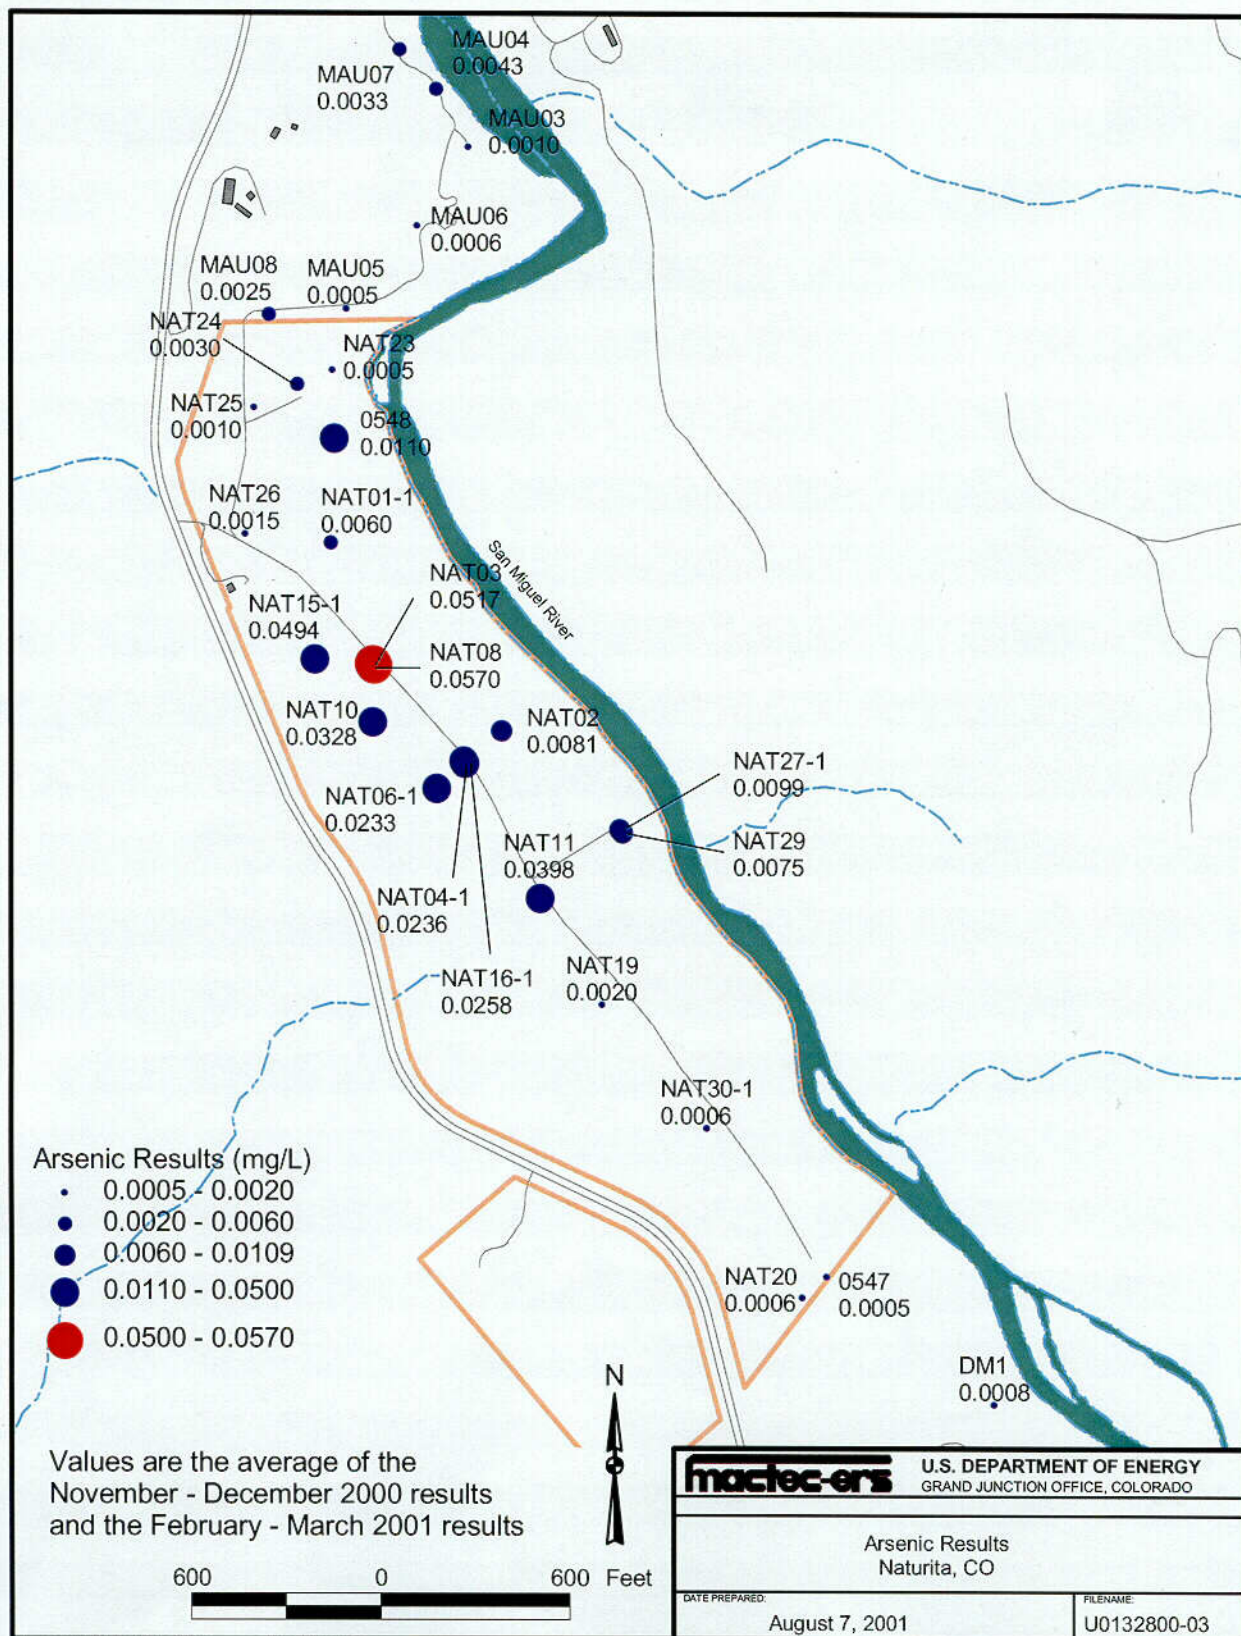 MAU04
0.0043
MAU07
0.0033
MAU03
0.0010
MAU06
0.0006
MAU08
0.0025
MAU05
0.0005
NAT24
0.0030
NAT23
0.0005
NAT25
0.0010
0548
0.0110
NAT26
0.0015
NAT01-1
0.0060
San Miguel River
NAT03
0.0517
NAT15-1
0.0494
NAT08
0.0570
NAT10
0.0328
NAT02
0.0081
NAT27-1
0.0099
NAT06-1
0.0233
NAT11
0.0398
NAT29
0.0075
NAT04-1
0.0236
NAT16-1
0.0258
NAT19
0.0020
NAT30-1
0.0006
Arsenic Results (mg/L)
0.0005 - 0.0020
0.0020 - 0.0060
0.0060 - 0.0109
0.0110 - 0.0500
0.0500 - 0.0570
NAT20
0.0006
0547
0.0005
DM1
0.0008
N
Values are the average of the
November - December 2000 results
and the February - March 2001 results
600 0 600 Feet
mactec-ers
U.S. DEPARTMENT OF ENERGY
GRAND JUNCTION OFFICE, COLORADO
Arsenic Results
Naturita, CO
DATE PREPARED:
August 7, 2001
FILENAME:
U0132800-03